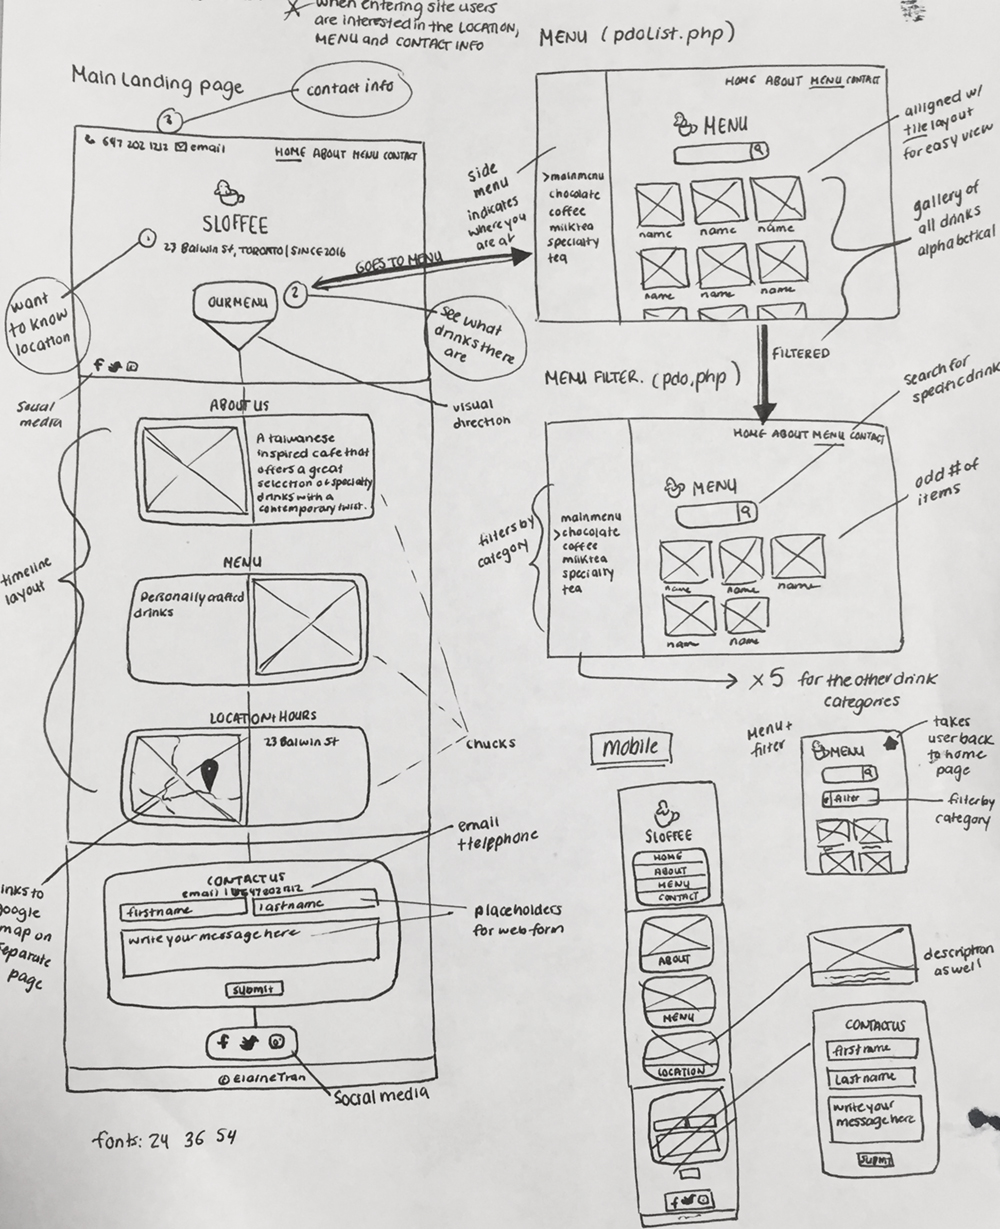 when entering site users
are interested in the LOCATION,
MENU and CONTACT INFO
Main Landing page
3
contact info
647 202 1212 email
HOME ABOUT MENU CONTACT
SLOFFEE
1
23 Balwin St, TORONTO | SINCE 2016
want
to know
location
OUR MENU
2
GOES TO MENU
see what
drinks there
are
f
social
media
visual
direction
ABOUT US
A taiwanese
inspired cafe that
offers a great
selection of specialty
drinks with a
contemporary twist.
timeline
layout
MENU
Personally crafted
drinks
LOCATION + HOURS
23 Balwin St
chucks
inks to
oogle
map on
separate
page
email
+ telephone
CONTACT US
firstname
lastname
write your message here
placeholders
for web-form
submit
f
© Elaine Tran
Social media
fonts: 24 36 54
MENU (pdoList.php)
HOME ABOUT MENU CONTACT
MENU
side
menu
indicates
where you
are at
>mainmenu
chocolate
coffee
milktea
specialty
tea
name name name
name name name
alligned w/
tile layout
for easy view
gallery of
all drinks
alphabetical
FILTERED
MENU FILTER. (pdo.php)
HOME ABOUT MENU CONTACT
MENU
search for
specific drink
odd # of
items
filters by
category
mainmenu
>chocolate
coffee
milktea
specialty
tea
name name name
name name
x5 for the other drink
categories
Mobile
SLOFFEE
HOME
ABOUT
MENU
CONTACT
ABOUT
MENU
LOCATION
f
Menu+
filter
MENU
filter
takes
user back
to home
page
filter by
category
description
as well
CONTACT US
first name
Last name
write your
message here
SUBMIT